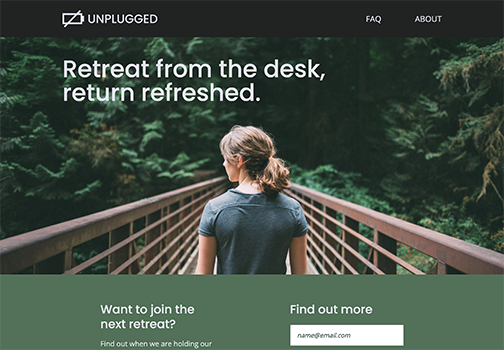 UNPLUGGED
FAQ
ABOUT
Retreat from the desk,
return refreshed.
Want to join the
next retreat?
Find out when we are holding our
Find out more
name@email.com